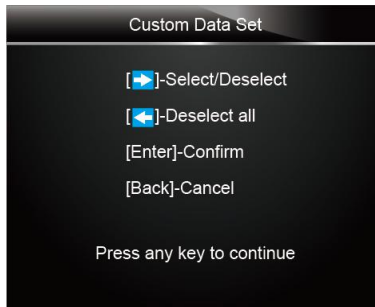 Custom Data Set
[➡]-Select/Deselect
[⬅]-Deselect all
[Enter]-Confirm
[Back]-Cancel
Press any key to continue